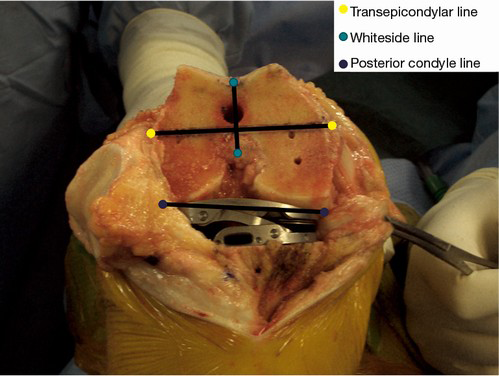 Transepicondylar line
Whiteside line
Posterior condyle line